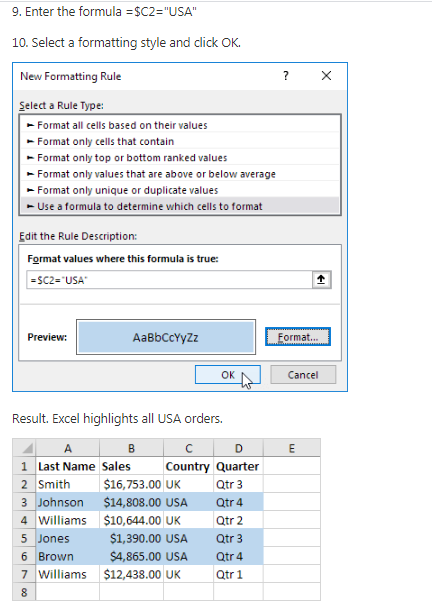 9. Enter the formula =$C2="USA"
10. Select a formatting style and click OK.
New Formatting Rule ? X
Select a Rule Type:
► Format all cells based on their values
► Format only cells that contain
► Format only top or bottom ranked values
► Format only values that are above or below average
► Format only unique or duplicate values
► Use a formula to determine which cells to format
Edit the Rule Description:
Format values where this formula is true:
=$C2="USA"
Preview: AaBbCcYyZz Format...
OK Cancel
Result. Excel highlights all USA orders.
A B C D E
1 Last Name Sales Country Quarter
2 Smith $16,753.00 UK Qtr 3
3 Johnson $14,808.00 USA Qtr 4
4 Williams $10,644.00 UK Qtr 2
5 Jones $1,390.00 USA Qtr 3
6 Brown $4,865.00 USA Qtr 4
7 Williams $12,438.00 UK Qtr 1
8